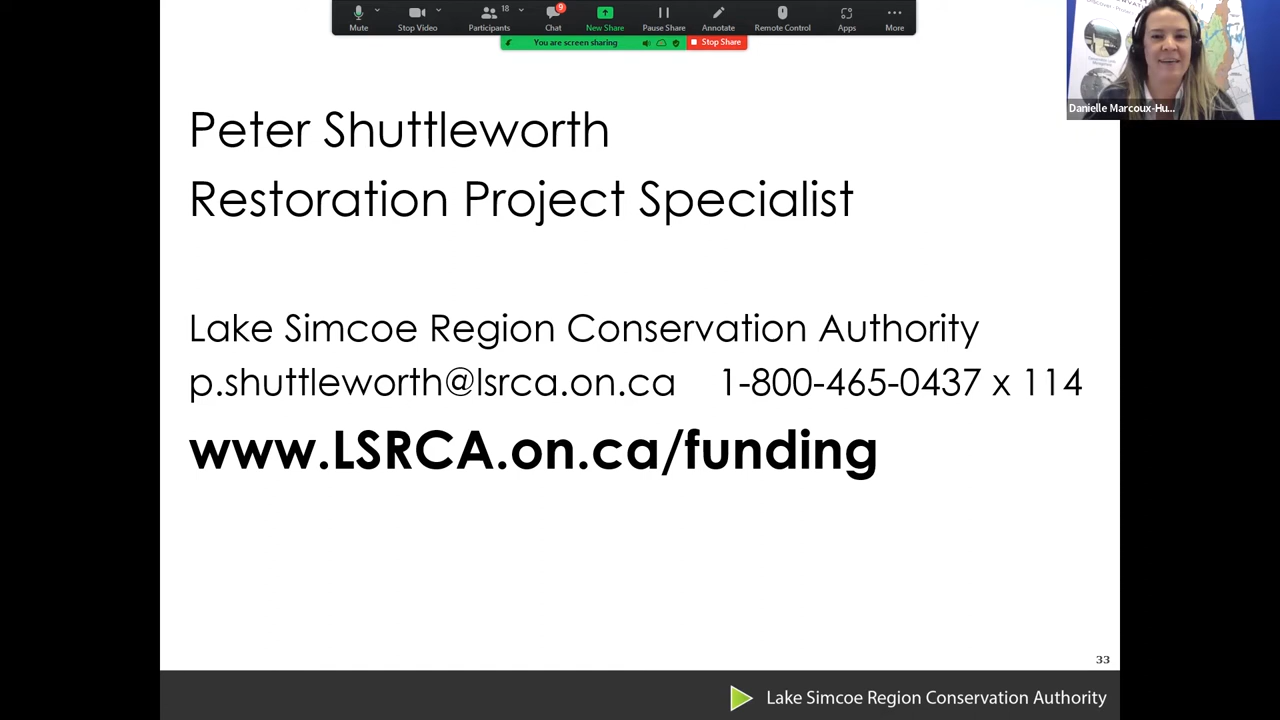 Mute
Stop Video
Participants
18
Chat
9
New Share
Pause Share
Annotate
Remote Control
Apps
More
You are screen sharing
Stop Share
Danielle Marcoux-Hu...
Peter Shuttleworth
Restoration Project Specialist
Lake Simcoe Region Conservation Authority
p.shuttleworth@lsrca.on.ca 1-800-465-0437 x 114
www.LSRCA.on.ca/funding
33
Lake Simcoe Region Conservation Authority